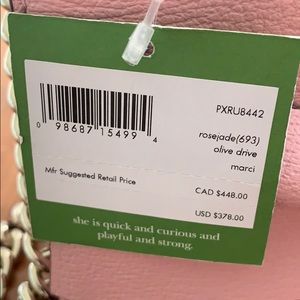 PXRU8442
0 98687 15499 4
rosejade(693)
olive drive
marci
Mfr Suggested Retail Price
CAD $448.00
USD $378.00
she is quick and curious and
playful and strong.